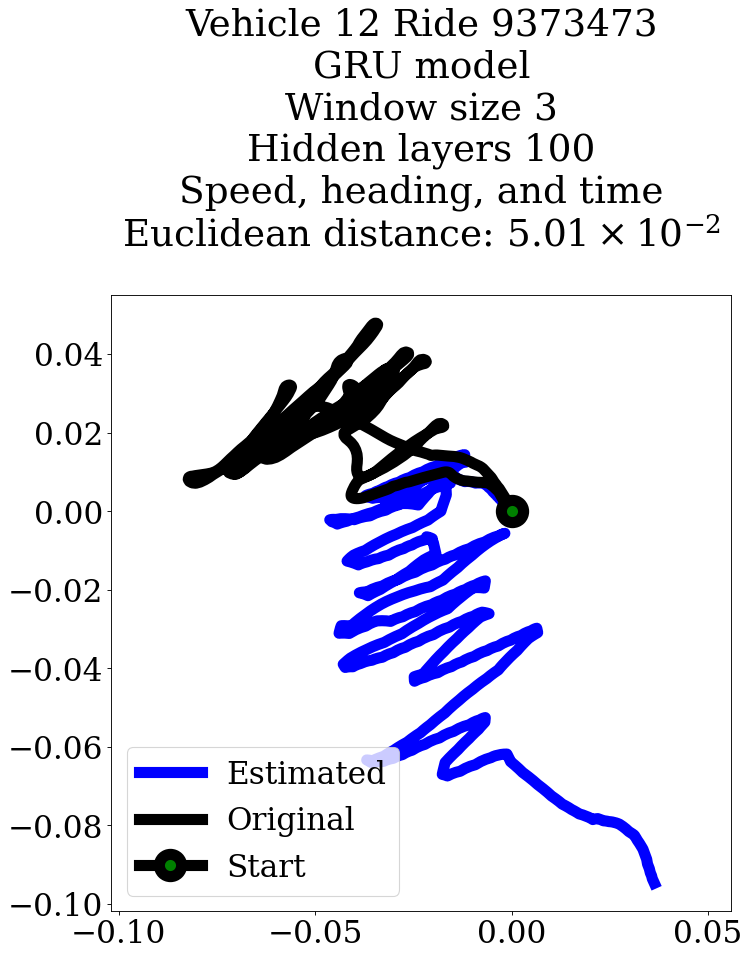 Vehicle 12 Ride 9373473
GRU model
Window size 3
Hidden layers 100
Speed, heading, and time
Euclidean distance: 5.01 × 10⁻²
0.04
0.02
0.00
−0.02
−0.04
−0.06
−0.08
−0.10
Estimated
Original
Start
−0.10
−0.05
0.00
0.05